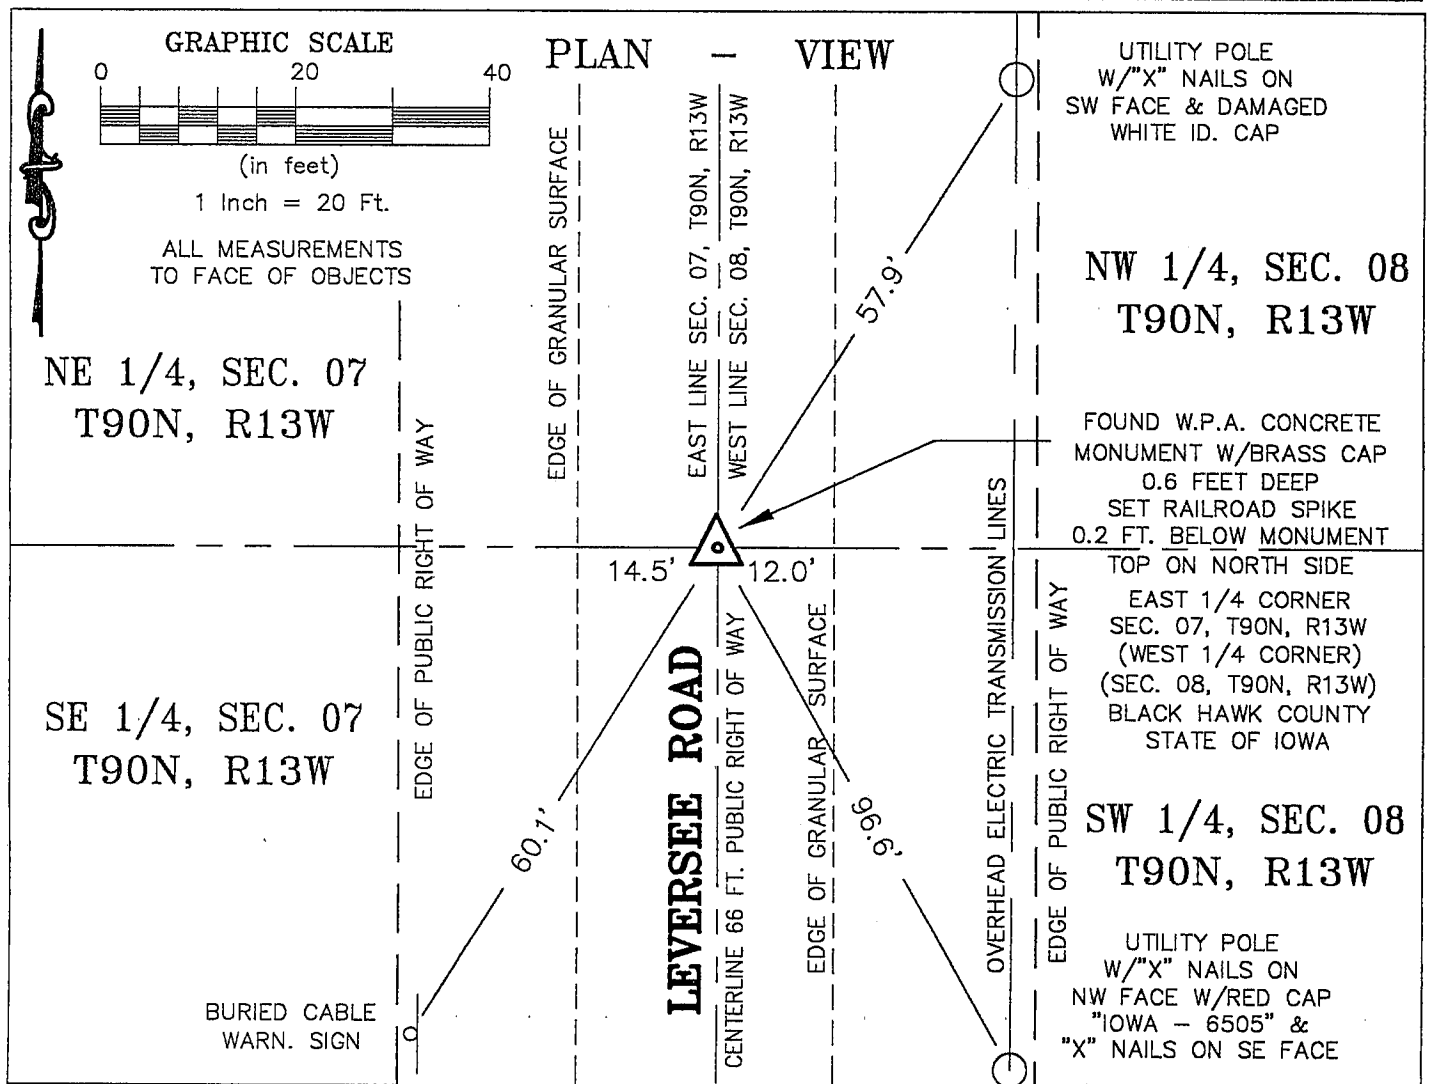 GRAPHIC SCALE
0 20 40
(in feet)
1 Inch = 20 Ft.
ALL MEASUREMENTS
TO FACE OF OBJECTS
PLAN - VIEW
UTILITY POLE
W/"X" NAILS ON
SW FACE & DAMAGED
WHITE ID. CAP
NE 1/4, SEC. 07
T90N, R13W
EDGE OF PUBLIC RIGHT OF WAY
EDGE OF GRANULAR SURFACE
EAST LINE SEC. 07, T90N, R13W
WEST LINE SEC. 08, T90N, R13W
57.9'
NW 1/4, SEC. 08
T90N, R13W
FOUND W.P.A. CONCRETE
MONUMENT W/BRASS CAP
0.6 FEET DEEP
SET RAILROAD SPIKE
0.2 FT. BELOW MONUMENT
TOP ON NORTH SIDE
EAST 1/4 CORNER
SEC. 07, T90N, R13W
(WEST 1/4 CORNER)
(SEC. 08, T90N, R13W)
BLACK HAWK COUNTY
STATE OF IOWA
14.5' 12.0'
SE 1/4, SEC. 07
T90N, R13W
60.1'
LEVERSEE ROAD
CENTERLINE 66 FT. PUBLIC RIGHT OF WAY
EDGE OF GRANULAR SURFACE
96.6'
OVERHEAD ELECTRIC TRANSMISSION LINES
EDGE OF PUBLIC RIGHT OF WAY
SW 1/4, SEC. 08
T90N, R13W
BURIED CABLE
WARN. SIGN
UTILITY POLE
W/"X" NAILS ON
NW FACE W/RED CAP
"IOWA - 6505" &
"X" NAILS ON SE FACE